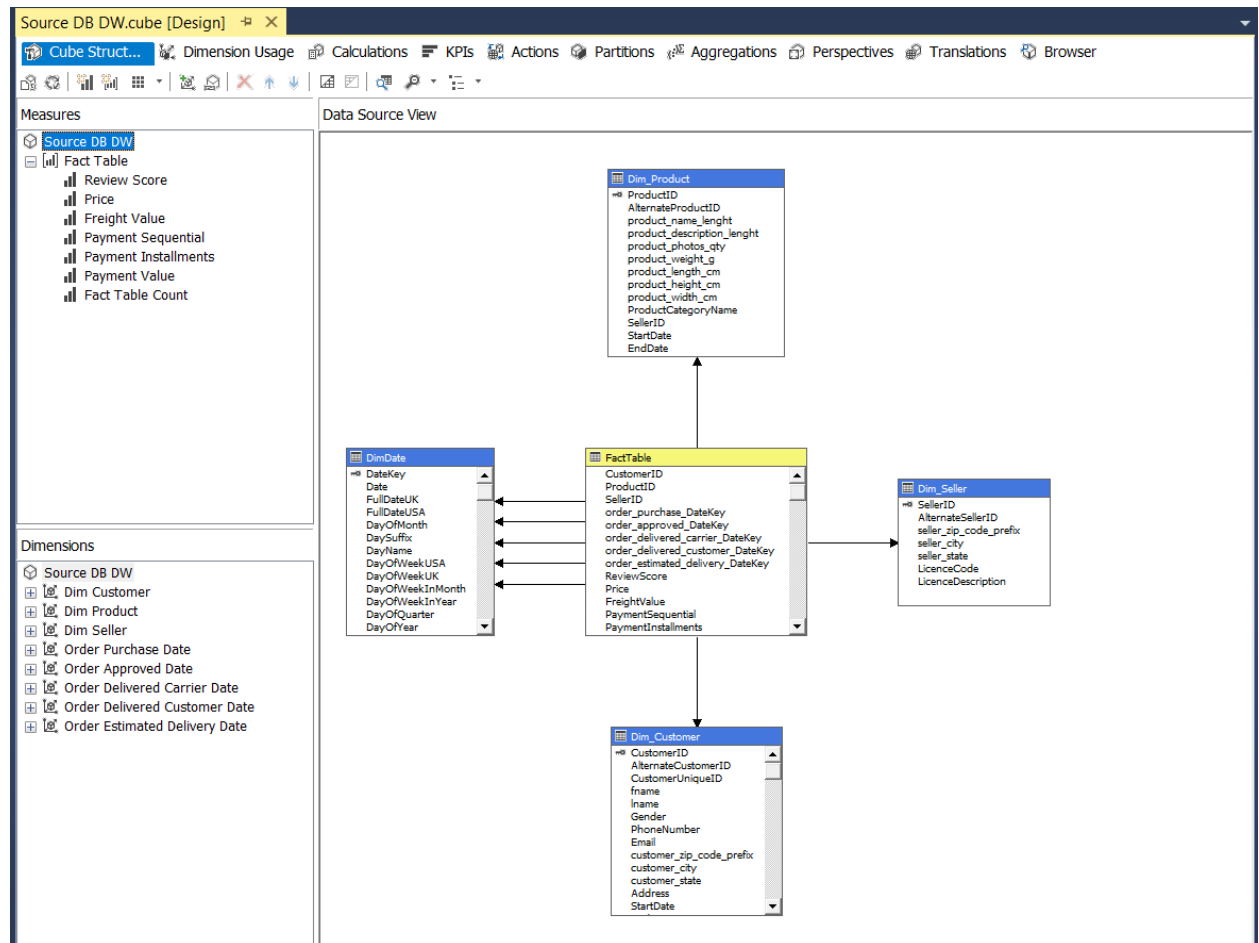 Source DB DW.cube [Design]
Cube Struct... Dimension Usage Calculations KPIs Actions Partitions Aggregations Perspectives Translations Browser
Measures
Source DB DW
Fact Table
Review Score
Price
Freight Value
Payment Sequential
Payment Installments
Payment Value
Fact Table Count
Dimensions
Source DB DW
Dim Customer
Dim Product
Dim Seller
Order Purchase Date
Order Approved Date
Order Delivered Carrier Date
Order Delivered Customer Date
Order Estimated Delivery Date
Data Source View
Dim_Product
ProductID
AlternateProductID
product_name_lenght
product_description_lenght
product_photos_qty
product_weight_g
product_length_cm
product_height_cm
product_width_cm
ProductCategoryName
SellerID
StartDate
EndDate
DimDate
DateKey
Date
FullDateUK
FullDateUSA
DayOfMonth
DaySuffix
DayName
DayOfWeekUSA
DayOfWeekUK
DayOfWeekInMonth
DayOfWeekInYear
DayOfQuarter
DayOfYear
FactTable
CustomerID
ProductID
SellerID
order_purchase_DateKey
order_approved_DateKey
order_delivered_carrier_DateKey
order_delivered_customer_DateKey
order_estimated_delivery_DateKey
ReviewScore
Price
FreightValue
PaymentSequential
PaymentInstallments
Dim_Seller
SellerID
AlternateSellerID
seller_zip_code_prefix
seller_city
seller_state
LicenceCode
LicenceDescription
Dim_Customer
CustomerID
AlternateCustomerID
CustomerUniqueID
fname
lname
Gender
PhoneNumber
Email
customer_zip_code_prefix
customer_city
customer_state
Address
StartDate